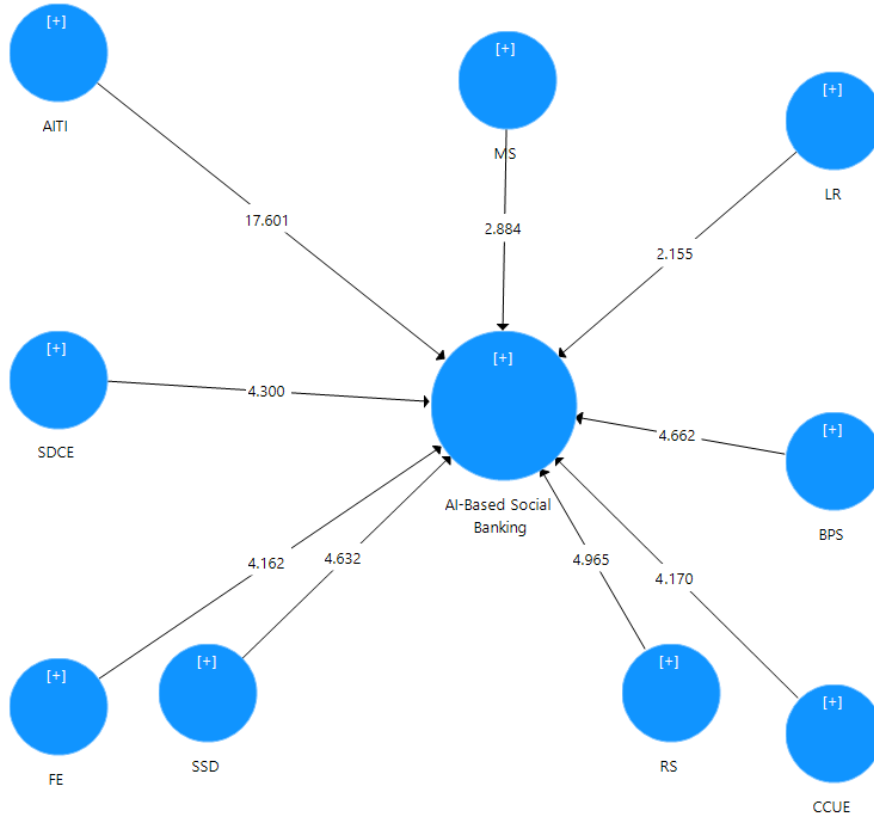 [+]
AITI
[+]
MS
[+]
LR
17.601
2.884
2.155
[+]
SDCE
4.300
[+]
AI-Based Social
Banking
4.662
[+]
BPS
4.162
4.632
4.965
4.170
[+]
FE
[+]
SSD
[+]
RS
[+]
CCUE